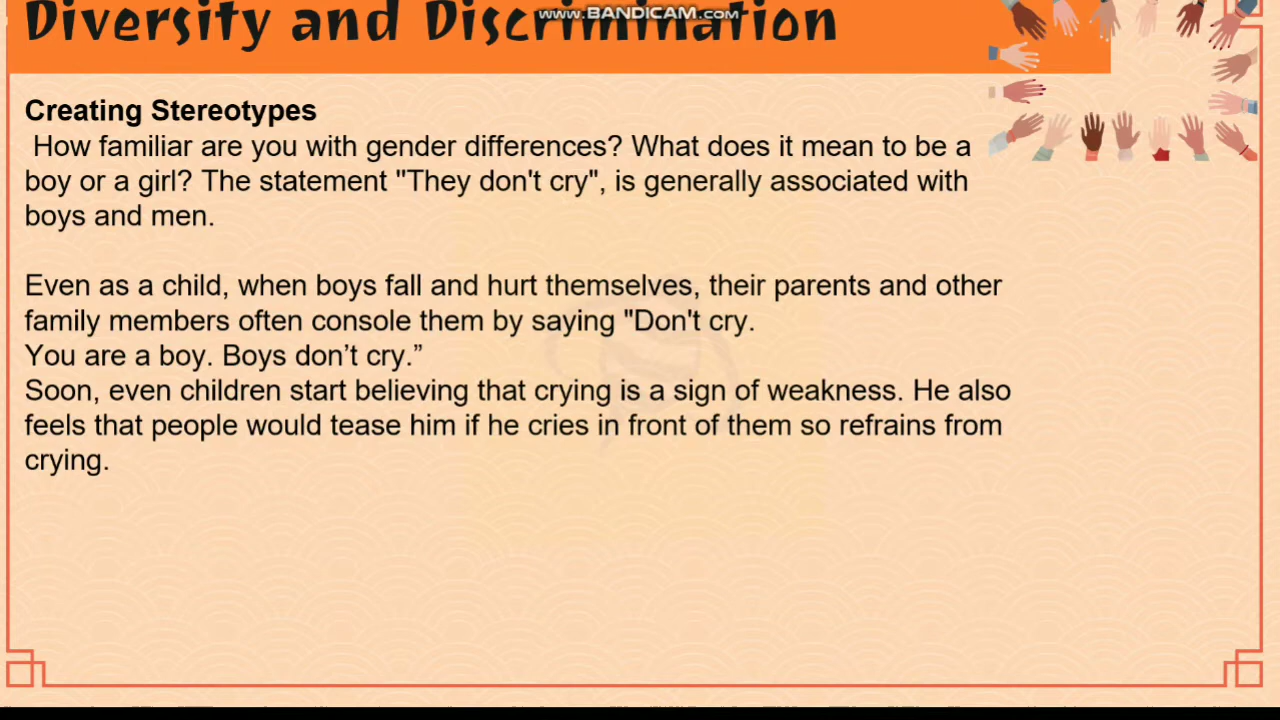 Diversity and Discrimination
www.BANDICAM.com
Creating Stereotypes
How familiar are you with gender differences? What does it mean to be a
boy or a girl? The statement "They don't cry", is generally associated with
boys and men.
Even as a child, when boys fall and hurt themselves, their parents and other
family members often console them by saying "Don't cry.
You are a boy. Boys don’t cry.”
Soon, even children start believing that crying is a sign of weakness. He also
feels that people would tease him if he cries in front of them so refrains from
crying.